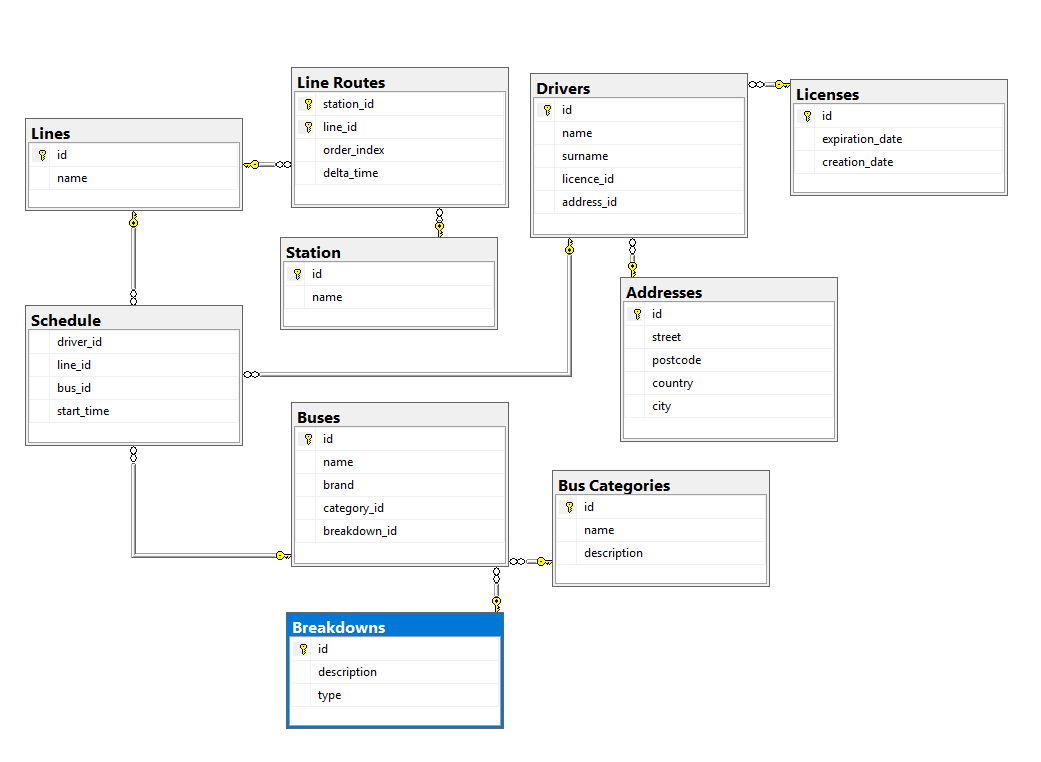 Lines
id
name
Line Routes
station_id
line_id
order_index
delta_time
Drivers
id
name
surname
licence_id
address_id
Licenses
id
expiration_date
creation_date
Station
id
name
Addresses
id
street
postcode
country
city
Schedule
driver_id
line_id
bus_id
start_time
Buses
id
name
brand
category_id
breakdown_id
Bus Categories
id
name
description
Breakdowns
id
description
type